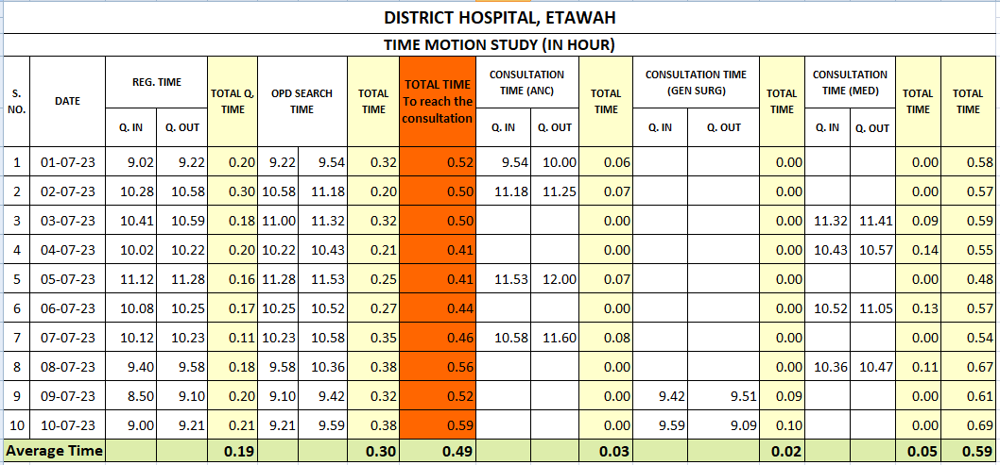 DISTRICT HOSPITAL, ETAWAH
TIME MOTION STUDY (IN HOUR)
S. NO. DATE REG. TIME TOTAL Q. TIME OPD SEARCH TIME TOTAL TIME TOTAL TIME To reach the consultation CONSULTATION TIME (ANC) TOTAL TIME CONSULTATION TIME (GEN SURG) TOTAL TIME CONSULTATION TIME (MED) TOTAL TIME TOTAL TIME
Q. IN Q. OUT Q. IN Q. OUT Q. IN Q. OUT Q. IN Q. OUT
1 01-07-23 9.02 9.22 0.20 9.22 9.54 0.32 0.52 9.54 10.00 0.06 0.00 0.00 0.58
2 02-07-23 10.28 10.58 0.30 10.58 11.18 0.20 0.50 11.18 11.25 0.07 0.00 0.00 0.57
3 03-07-23 10.41 10.59 0.18 11.00 11.32 0.32 0.50 0.00 0.00 11.32 11.41 0.09 0.59
4 04-07-23 10.02 10.22 0.20 10.22 10.43 0.21 0.41 0.00 0.00 10.43 10.57 0.14 0.55
5 05-07-23 11.12 11.28 0.16 11.28 11.53 0.25 0.41 11.53 12.00 0.07 0.00 0.00 0.48
6 06-07-23 10.08 10.25 0.17 10.25 10.52 0.27 0.44 0.00 0.00 10.52 11.05 0.13 0.57
7 07-07-23 10.12 10.23 0.11 10.23 10.58 0.35 0.46 10.58 11.60 0.08 0.00 0.00 0.54
8 08-07-23 9.40 9.58 0.18 9.58 10.36 0.38 0.56 0.00 0.00 10.36 10.47 0.11 0.67
9 09-07-23 8.50 9.10 0.20 9.10 9.42 0.32 0.52 0.00 9.42 9.51 0.09 0.00 0.61
10 10-07-23 9.00 9.21 0.21 9.21 9.59 0.38 0.59 0.00 9.59 9.09 0.10 0.00 0.69
Average Time 0.19 0.30 0.49 0.03 0.02 0.05 0.59